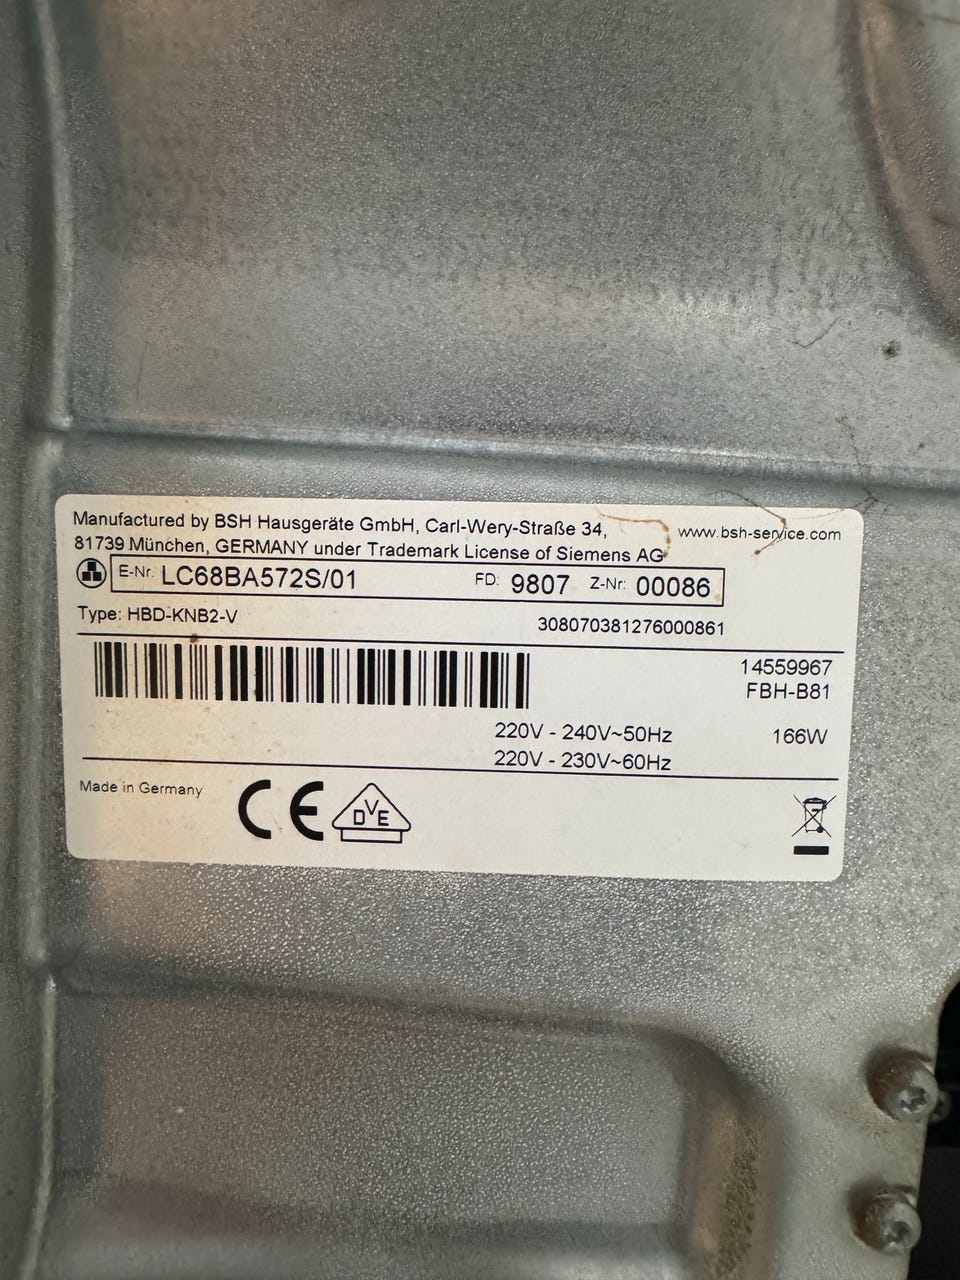 Manufactured by BSH Hausgeräte GmbH, Carl-Wery-Straße 34, www.bsh-service.com
81739 München, GERMANY under Trademark License of Siemens AG
E-Nr. LC68BA572S/01 FD: 9807 Z-Nr: 00086
Type: HBD-KNB2-V 308070381276000861
14559967
FBH-B81
220V - 240V~50Hz 166W
220V - 230V~60Hz
Made in Germany CE VDE